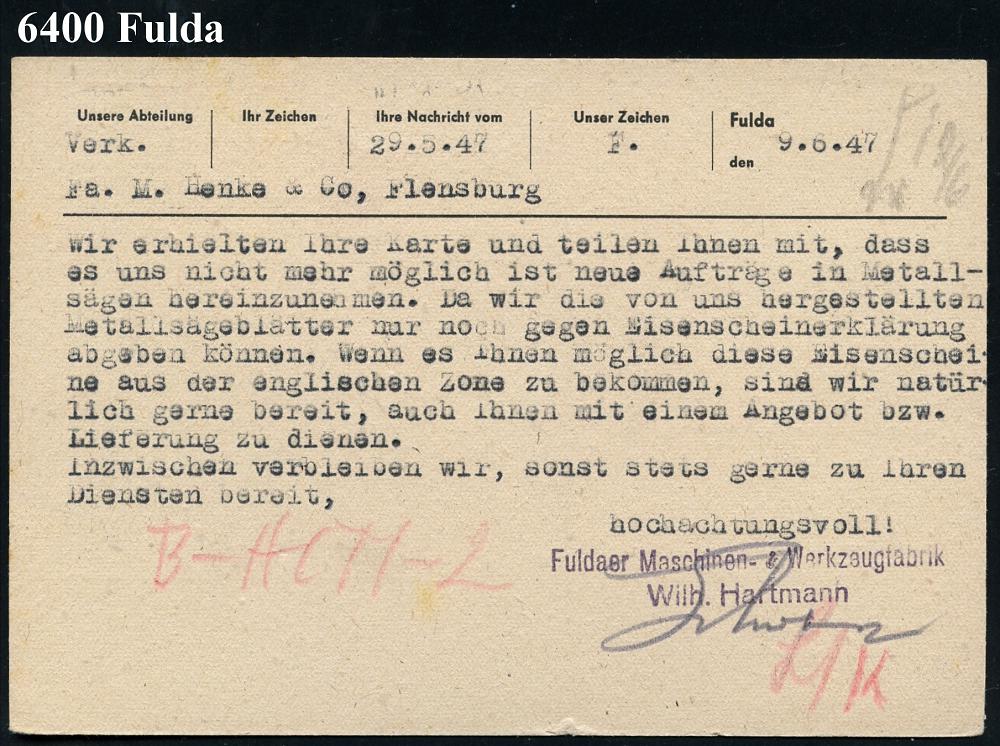 6400 Fulda
Unsere Abteilung Ihr Zeichen Ihre Nachricht vom Unser Zeichen Fulda
Verk. 29.5.47 F. den 9.6.47
Fa. M. Henke & Co, Flensburg
Wir erhielten Ihre Karte und teilen Ihnen mit, dass
es uns nicht mehr möglich ist neue Aufträge in Metall-
sägen hereinzunehmen. Da wir die von uns hergestellten
Metallsägeblätter nur noch gegen Eisenscheinerklärung
abgeben können. Wenn es Ihnen möglich diese Eisenschei-
ne aus der englischen Zone zu bekommen, sind wir natür-
lich gerne bereit, auch Ihnen mit einem Angebot bzw.
Lieferung zu dienen.
Inzwischen verbleiben wir, sonst stets gerne zu Ihren
Diensten bereit,
hochachtungsvoll!
Fuldaer Maschinen- & Werkzeugfabrik
Wilh. Hartmann